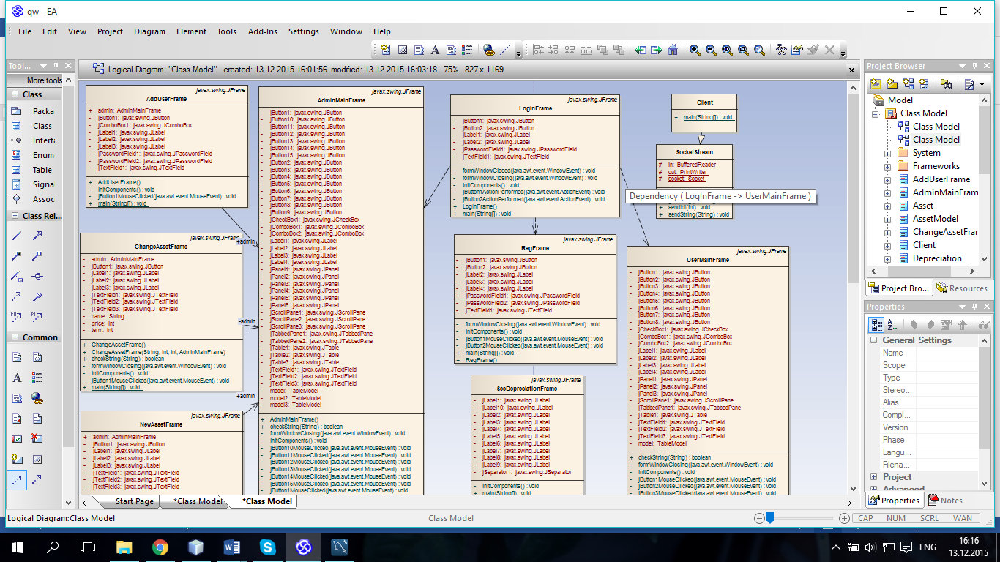 qw - EA
File Edit View Project Diagram Element Tools Add-Ins Settings Window Help
Tool...
More tools
Class
Packa
Class
Interfa
Enum
Table
Signa
Assoc
Class Rel...
Common
Logical Diagram: "Class Model" created: 13.12.2015 16:01:56 modified: 13.12.2015 16:03:18 75% 827 x 1169
javax.swing.JFrame
AddUserFrame
+ admin: AdminMainFrame
- jButton1: javax.swing.JButton
- jComboBox1: javax.swing.JComboBox
- jLabel1: javax.swing.JLabel
- jLabel2: javax.swing.JLabel
- jLabel3: javax.swing.JLabel
- jPasswordField1: javax.swing.JPasswordField
- jPasswordField2: javax.swing.JPasswordField
- jTextField1: javax.swing.JTextField
+ AddUserFrame()
- initComponents() : void
- jButton1MouseClicked(java.awt.event.MouseEvent) : void
+ main(String[]) : void
+admin
javax.swing.JFrame
ChangeAssetFrame
- admin: AdminMainFrame
- jButton1: javax.swing.JButton
- jLabel1: javax.swing.JLabel
- jLabel2: javax.swing.JLabel
- jLabel3: javax.swing.JLabel
- jTextField1: javax.swing.JTextField
- jTextField2: javax.swing.JTextField
- jTextField3: javax.swing.JTextField
- name: String
- price: int
- term: int
+ ChangeAssetFrame()
+ ChangeAssetFrame(String, int, int, AdminMainFrame)
+ checkString(String) : boolean
- formWindowClosing(java.awt.event.WindowEvent) : void
- initComponents() : void
- jButton1MouseClicked(java.awt.event.MouseEvent) : void
+ main(String[]) : void
-admin
+admin
javax.swing.JFrame
NewAssetFrame
+ admin: AdminMainFrame
- jButton1: javax.swing.JButton
- jLabel1: javax.swing.JLabel
- jLabel2: javax.swing.JLabel
- jLabel3: javax.swing.JLabel
- jTextField1: javax.swing.JTextField
- jTextField2: javax.swing.JTextField
- jTextField3: javax.swing.JTextField
javax.swing.JFrame
AdminMainFrame
- jButton1: javax.swing.JButton
- jButton10: javax.swing.JButton
- jButton11: javax.swing.JButton
- jButton12: javax.swing.JButton
- jButton13: javax.swing.JButton
- jButton14: javax.swing.JButton
- jButton15: javax.swing.JButton
- jButton2: javax.swing.JButton
- jButton3: javax.swing.JButton
- jButton4: javax.swing.JButton
- jButton5: javax.swing.JButton
- jButton6: javax.swing.JButton
- jButton7: javax.swing.JButton
- jButton8: javax.swing.JButton
- jButton9: javax.swing.JButton
- jCheckBox1: javax.swing.JCheckBox
- jComboBox1: javax.swing.JComboBox
- jComboBox2: javax.swing.JComboBox
- jLabel1: javax.swing.JLabel
- jLabel2: javax.swing.JLabel
- jLabel3: javax.swing.JLabel
- jLabel4: javax.swing.JLabel
- jPanel1: javax.swing.JPanel
- jPanel2: javax.swing.JPanel
- jPanel3: javax.swing.JPanel
- jPanel4: javax.swing.JPanel
- jPanel5: javax.swing.JPanel
- jPanel6: javax.swing.JPanel
- jScrollPane1: javax.swing.JScrollPane
- jScrollPane2: javax.swing.JScrollPane
- jScrollPane3: javax.swing.JScrollPane
- jTabbedPane1: javax.swing.JTabbedPane
- jTabbedPane2: javax.swing.JTabbedPane
- jTable1: javax.swing.JTable
- jTable2: javax.swing.JTable
- jTable3: javax.swing.JTable
- jTextField1: javax.swing.JTextField
- jTextField2: javax.swing.JTextField
- jTextField3: javax.swing.JTextField
- model: TableModel
- model2: TableModel
- model3: TableModel
+ AdminMainFrame()
+ checkString(String) : boolean
- formWindowClosing(java.awt.event.WindowEvent) : void
- initComponents() : void
- jButton10MouseClicked(java.awt.event.MouseEvent) : void
- jButton11MouseClicked(java.awt.event.MouseEvent) : void
- jButton12MouseClicked(java.awt.event.MouseEvent) : void
- jButton13MouseClicked(java.awt.event.MouseEvent) : void
- jButton14MouseClicked(java.awt.event.MouseEvent) : void
- jButton15MouseClicked(java.awt.event.MouseEvent) : void
- jButton1MouseClicked(java.awt.event.MouseEvent) : void
javax.swing.JFrame
LogInFrame
- jButton1: javax.swing.JButton
- jButton2: javax.swing.JButton
- jLabel1: javax.swing.JLabel
- jLabel2: javax.swing.JLabel
- jPasswordField1: javax.swing.JPasswordField
- jTextField1: javax.swing.JTextField
- formWindowClosed(java.awt.event.WindowEvent) : void
- formWindowClosing(java.awt.event.WindowEvent) : void
- initComponents() : void
- jButton1ActionPerformed(java.awt.event.ActionEvent) : void
- jButton2ActionPerformed(java.awt.event.ActionEvent) : void
+ LogInFrame()
+ main(String[]) : void
javax.swing.JFrame
RegFrame
- jButton1: javax.swing.JButton
- jButton2: javax.swing.JButton
- jLabel2: javax.swing.JLabel
- jLabel3: javax.swing.JLabel
- jLabel4: javax.swing.JLabel
- jPasswordField1: javax.swing.JPasswordField
- jPasswordField2: javax.swing.JPasswordField
- jTextField1: javax.swing.JTextField
- formWindowClosing(java.awt.event.WindowEvent) : void
- initComponents() : void
- jButton1MouseClicked(java.awt.event.MouseEvent) : void
- jButton2MouseClicked(java.awt.event.MouseEvent) : void
+ main(String[]) : void
+ RegFrame()
javax.swing.JFrame
SeeDepreciationFrame
- jLabel1: javax.swing.JLabel
- jLabel10: javax.swing.JLabel
- jLabel2: javax.swing.JLabel
- jLabel3: javax.swing.JLabel
- jLabel4: javax.swing.JLabel
- jLabel5: javax.swing.JLabel
- jLabel6: javax.swing.JLabel
- jLabel7: javax.swing.JLabel
- jLabel8: javax.swing.JLabel
- jLabel9: javax.swing.JLabel
- jSeparator1: javax.swing.JSeparator
- initComponents() : void
+ main(String[]) : void
Client
+ main(String[]) : void
SocketStream
# in: BufferedReader
# out: PrintWriter
# socket: Socket
Dependency ( LogInFrame -> UserMainFrame )
+ sendInt(int) : void
+ sendString(String) : void
javax.swing.JFrame
UserMainFrame
- jButton1: javax.swing.JButton
- jButton2: javax.swing.JButton
- jButton3: javax.swing.JButton
- jButton4: javax.swing.JButton
- jButton5: javax.swing.JButton
- jButton6: javax.swing.JButton
- jButton7: javax.swing.JButton
- jButton8: javax.swing.JButton
- jCheckBox1: javax.swing.JCheckBox
- jComboBox1: javax.swing.JComboBox
- jComboBox2: javax.swing.JComboBox
- jLabel1: javax.swing.JLabel
- jLabel2: javax.swing.JLabel
- jLabel3: javax.swing.JLabel
- jLabel4: javax.swing.JLabel
- jPanel1: javax.swing.JPanel
- jPanel2: javax.swing.JPanel
- jPanel3: javax.swing.JPanel
- jScrollPane1: javax.swing.JScrollPane
- jTabbedPane1: javax.swing.JTabbedPane
- jTable1: javax.swing.JTable
- jTextField1: javax.swing.JTextField
- jTextField2: javax.swing.JTextField
- jTextField3: javax.swing.JTextField
- model: TableModel
+ checkString(String) : boolean
- formWindowClosing(java.awt.event.WindowEvent) : void
- initComponents() : void
- jButton1MouseClicked(java.awt.event.MouseEvent) : void
- jButton2MouseClicked(java.awt.event.MouseEvent) : void
- jButton3MouseClicked(java.awt.event.MouseEvent) : void
Project Browser
Model
Class Model
Class Model
Class Model
System
Frameworks
AddUserFrame
AdminMainFram
Asset
AssetModel
ChangeAssetFrar
Client
Depreciation
Project Bro... Resources
Properties
General Settings
Name
Scope
Type
Stereo...
Alias
Compl...
Version
Phase
Langu...
Filena...
Project
Advanced
Properties Notes
Start Page *Class Model *Class Model
Logical Diagram:Class Model Class Model CAP NUM SCRL WAN
ENG
16:16
13.12.2015